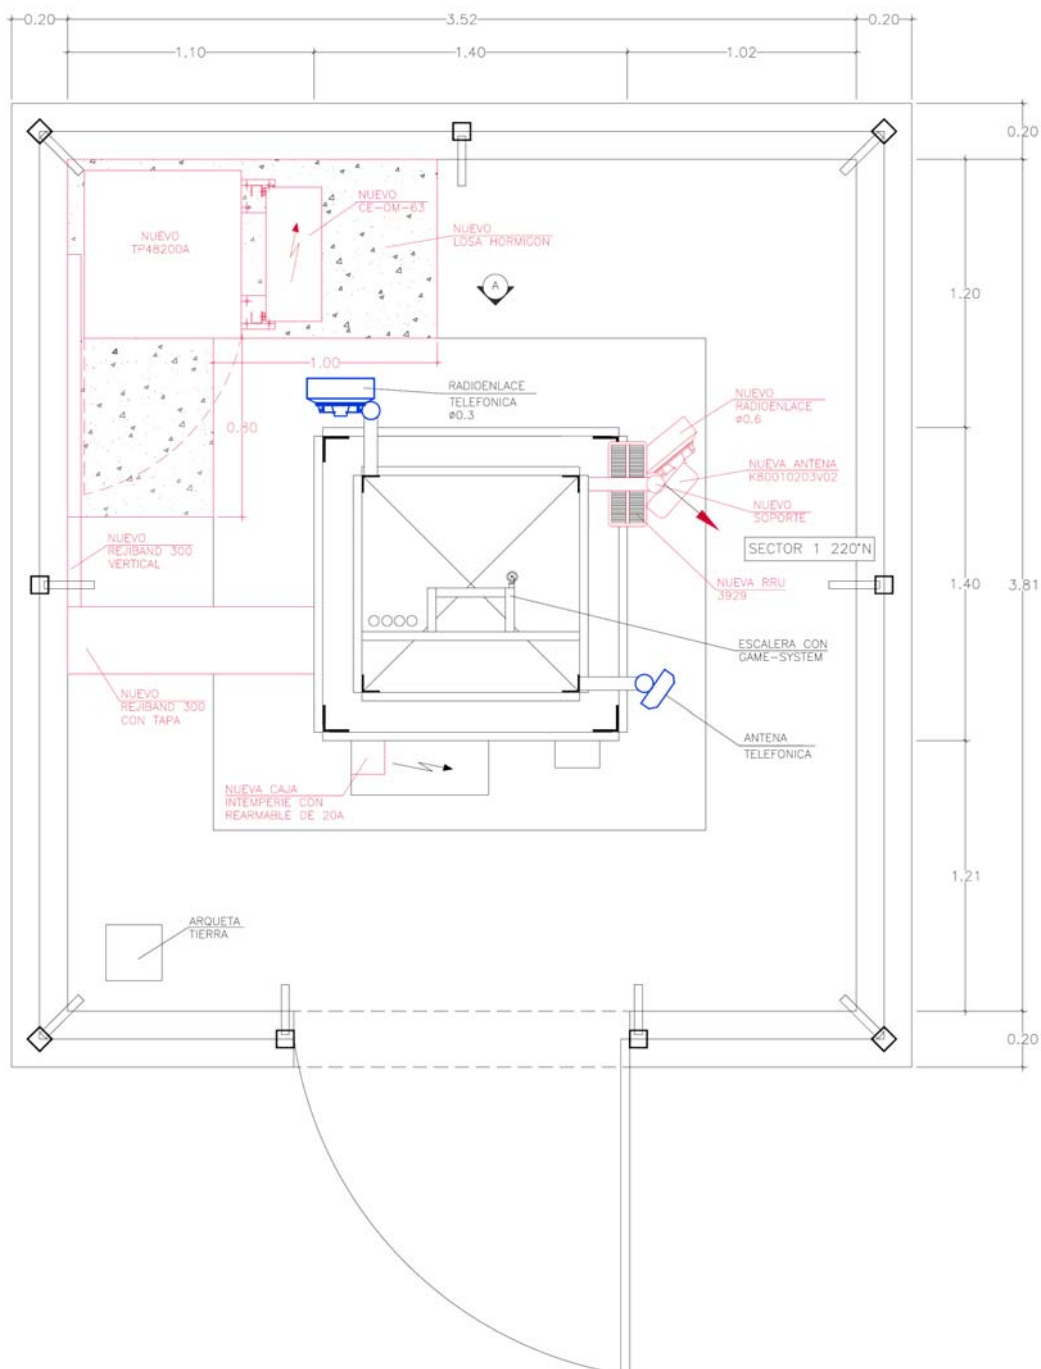 0.20
3.52
0.20
1,10
1.40
1.02
0.20
NUEVO
CE-OM-63
NUEVO
TP48200A
NUEVO
LOSA HORMIGON
A
1.20
1.00
RADIOENLACE
TELEFONICA
ø0.3
NUEVO
RADIOENLACE
ø0.6
0.80
NUEVA ANTENA
K80010203V02
NUEVO
SOPORTE
NUEVO
REJIBAND 300
VERTICAL
SECTOR 1 220°N
NUEVA RRU
3929
1.40
3.81
ESCALERA CON
GAME-SYSTEM
NUEVO
REJIBAND 300
CON TAPA
ANTENA
TELEFONICA
NUEVA CAJA
INTEMPERIE CON
REARMABLE DE 20A
1.21
ARQUETA
TIERRA
0.20